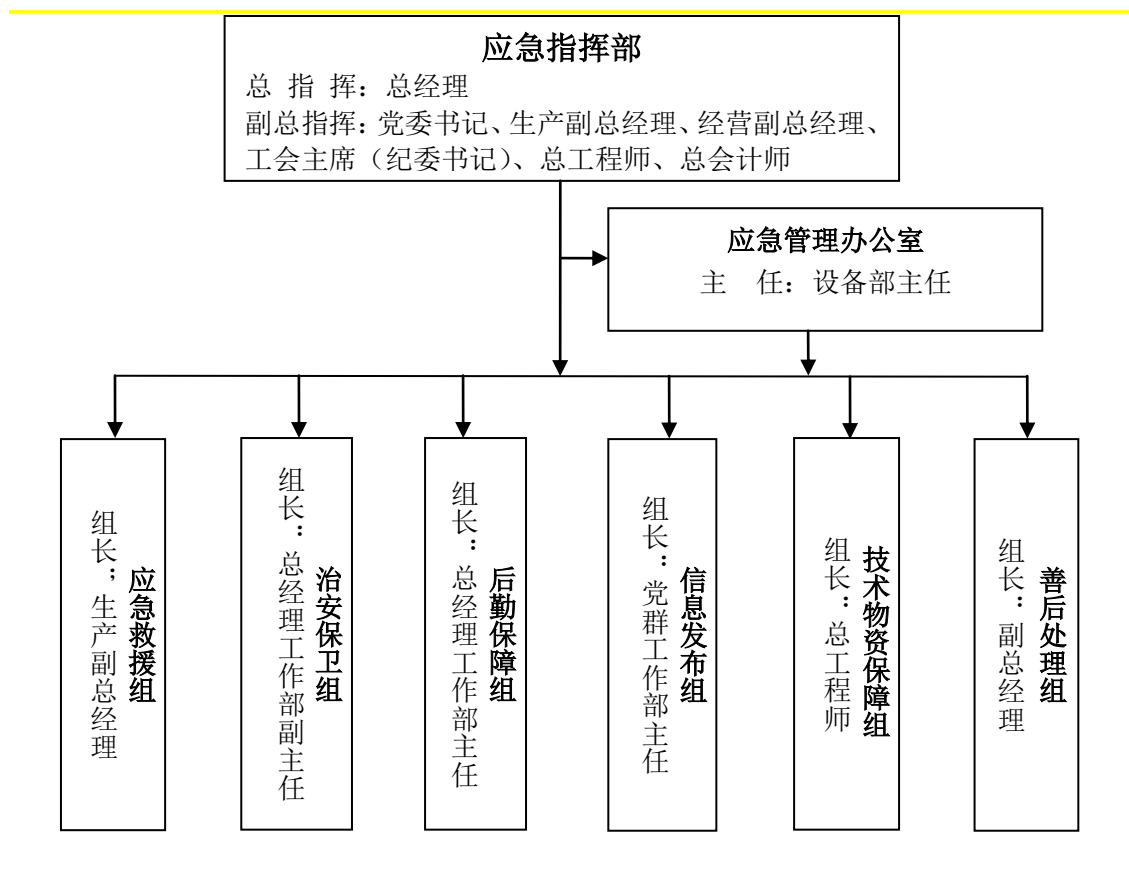 应急指挥部
总 指 挥：总经理
副总指挥：党委书记、生产副总经理、经营副总经理、
工会主席（纪委书记）、总工程师、总会计师
应急管理办公室
主 任：设备部主任
应急救援组
组长；生产副总经理
治安保卫组
组长：总经理工作部副主任
后勤保障组
组长：总经理工作部主任
信息发布组
组长：党群工作部主任
技术物资保障组
组长：总工程师
善后处理组
组长：副总经理